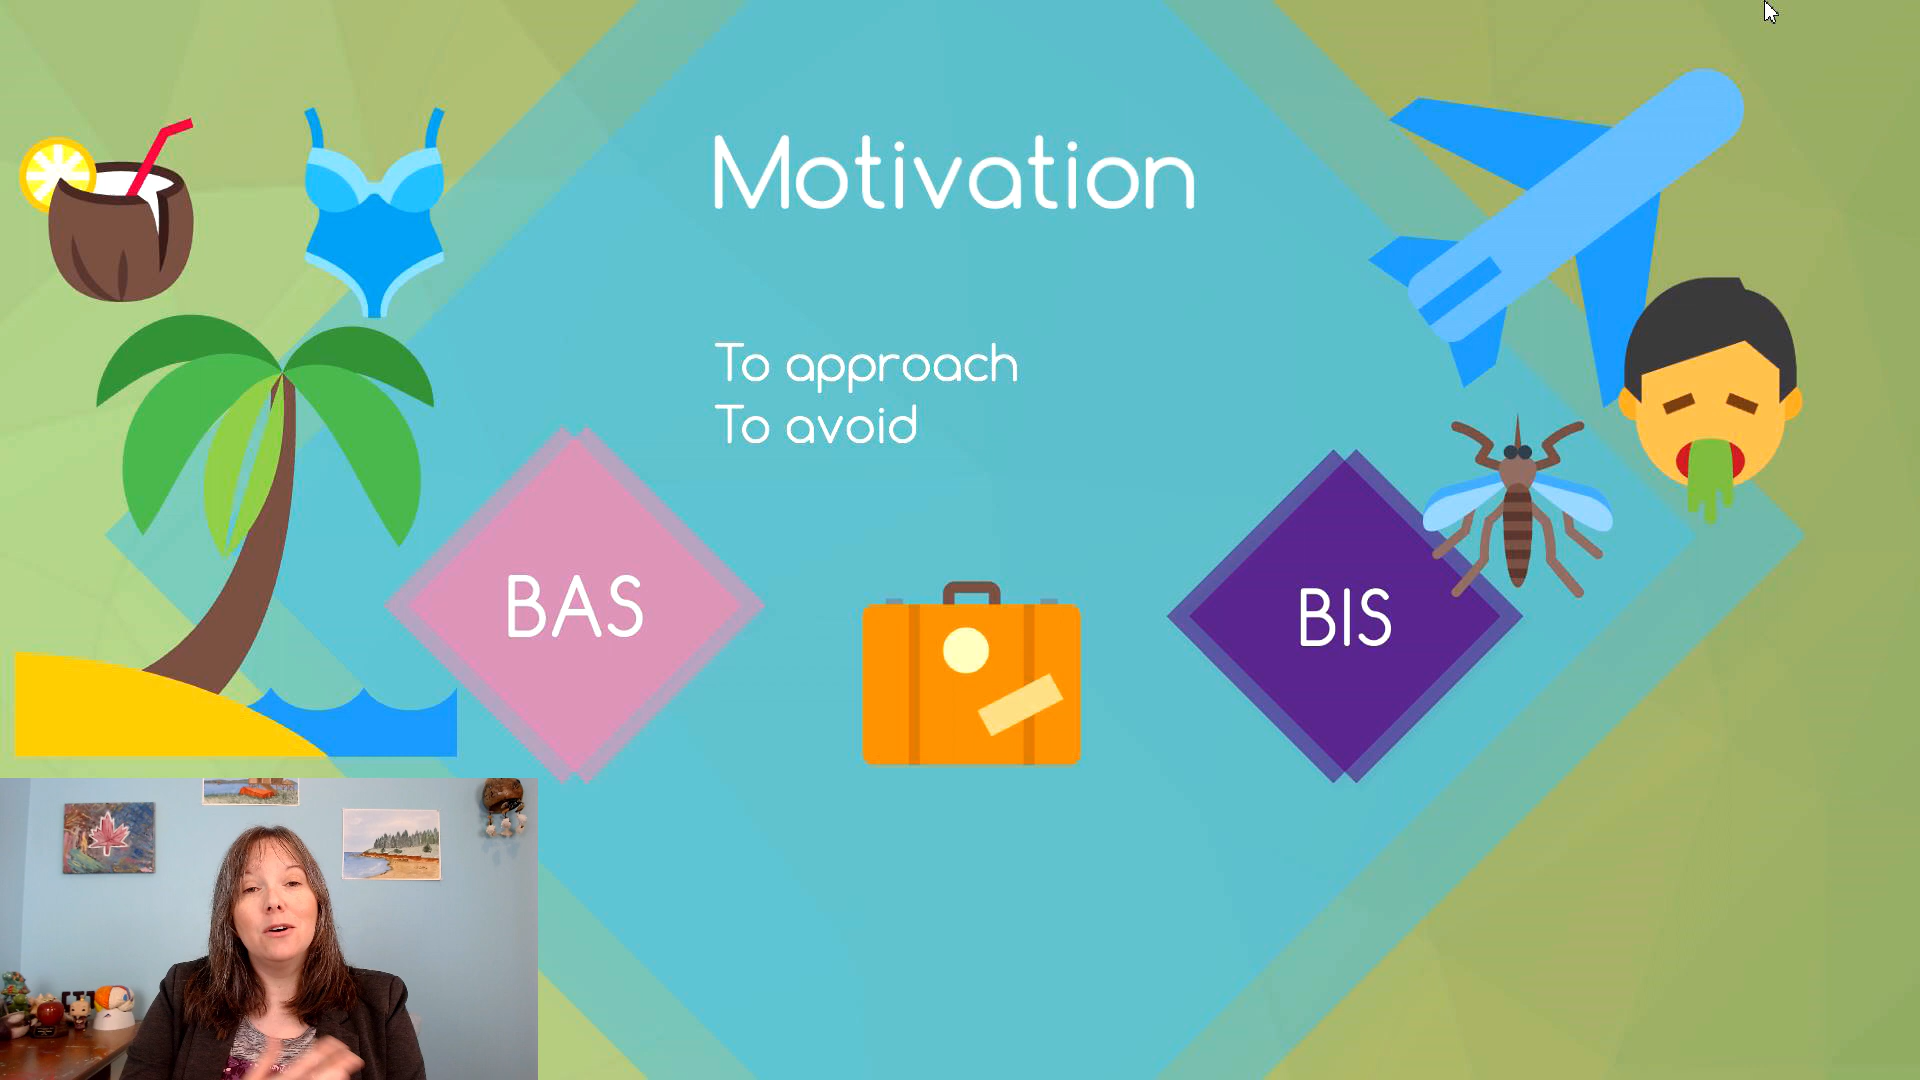 Motivation
To approach
To avoid
BAS
BIS